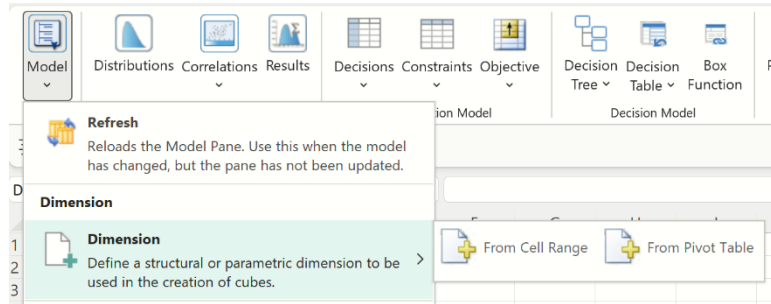 Model
Distributions Correlations Results
Decisions Constraints Objective
Decision Tree
Decision Table
Box Function
ion Model
Decision Model
Refresh
Reloads the Model Pane. Use this when the model
has changed, but the pane has not been updated.
D
Dimension
Dimension
Define a structural or parametric dimension to be
used in the creation of cubes.
From Cell Range
From Pivot Table
1
2
3